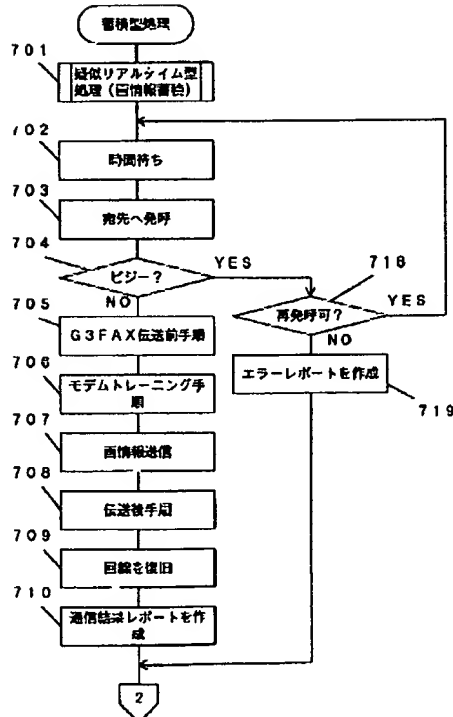 蓄積型処理
701
疑似リアルタイム型
処理（画情報蓄積）
702
時間待ち
703
宛先へ発呼
704
ビジー？
YES
NO
718
再発呼可？
YES
NO
705
G3FAX伝送前手順
エラーレポートを作成
719
706
モデムトレーニング手
順
707
画情報送信
708
伝送後手順
709
回線を復旧
710
通信結果レポートを作
成
2